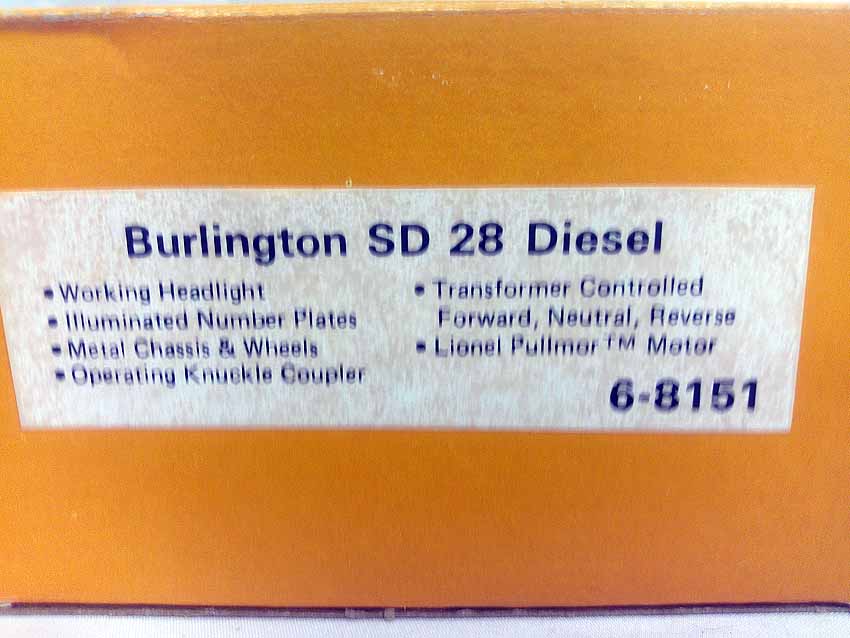 Burlington SD 28 Diesel
• Working Headlight
• Illuminated Number Plates
• Metal Chassis & Wheels
• Operating Knuckle Coupler
• Transformer Controlled
Forward, Neutral, Reverse
• Lionel Pullmor™ Motor
6-8151